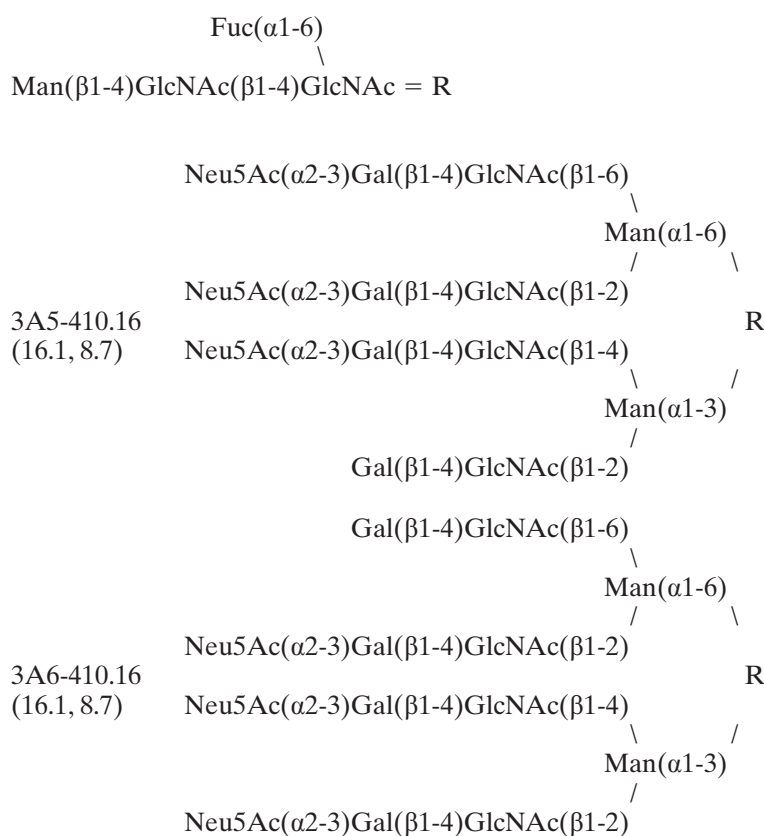 Fuc(α1-6)
\
Man(β1-4)GlcNAc(β1-4)GlcNAc = R
Neu5Ac(α2-3)Gal(β1-4)GlcNAc(β1-6)
\
Man(α1-6)
/ \
Neu5Ac(α2-3)Gal(β1-4)GlcNAc(β1-2)
3A5-410.16 R
(16.1, 8.7) Neu5Ac(α2-3)Gal(β1-4)GlcNAc(β1-4)
\ /
Man(α1-3)
/
Gal(β1-4)GlcNAc(β1-2)
Gal(β1-4)GlcNAc(β1-6)
\
Man(α1-6)
/ \
Neu5Ac(α2-3)Gal(β1-4)GlcNAc(β1-2)
3A6-410.16 R
(16.1, 8.7) Neu5Ac(α2-3)Gal(β1-4)GlcNAc(β1-4)
\ /
Man(α1-3)
/
Neu5Ac(α2-3)Gal(β1-4)GlcNAc(β1-2)